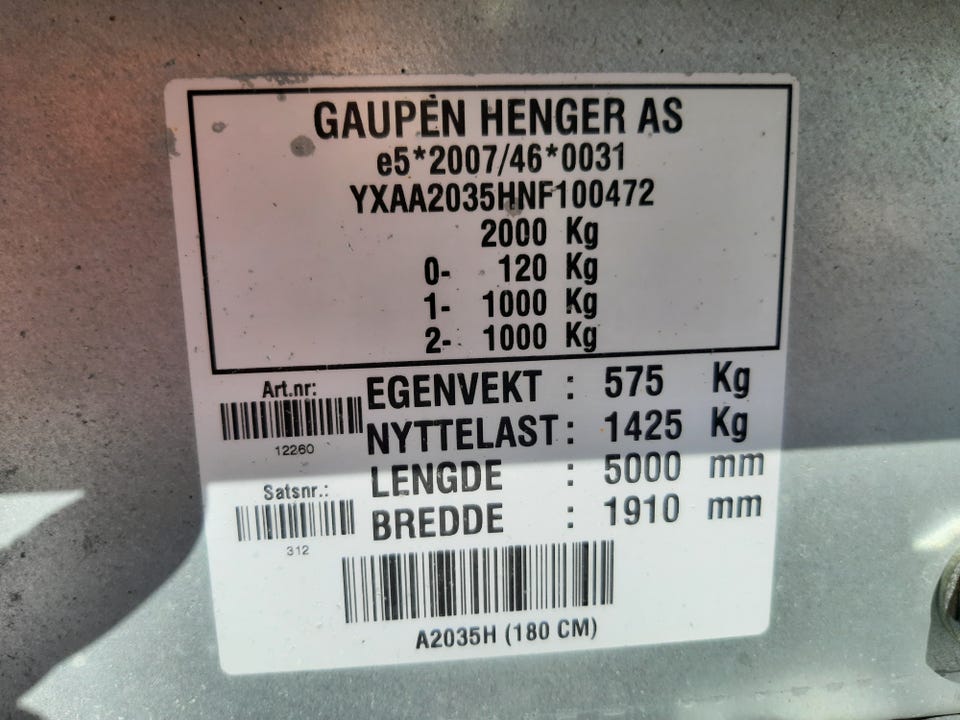 GAUPEN HENGER AS
e5*2007/46*0031
YXAA2035HNF100472
2000 Kg
0- 120 Kg
1- 1000 Kg
2- 1000 Kg
Art.nr:
12260
EGENVEKT : 575 Kg
NYTTELAST : 1425 Kg
LENGDE : 5000 mm
Satsnr.:
312
BREDDE : 1910 mm
A2035H (180 CM)